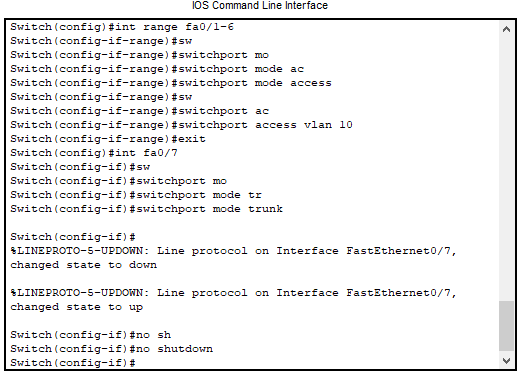 IOS Command Line Interface
Switch(config)#int range fa0/1-6
Switch(config-if-range)#sw
Switch(config-if-range)#switchport mo
Switch(config-if-range)#switchport mode ac
Switch(config-if-range)#switchport mode access
Switch(config-if-range)#sw
Switch(config-if-range)#switchport ac
Switch(config-if-range)#switchport access vlan 10
Switch(config-if-range)#exit
Switch(config)#int fa0/7
Switch(config-if)#sw
Switch(config-if)#switchport mo
Switch(config-if)#switchport mode tr
Switch(config-if)#switchport mode trunk
Switch(config-if)#
%LINEPROTO-5-UPDOWN: Line protocol on Interface FastEthernet0/7,
changed state to down
%LINEPROTO-5-UPDOWN: Line protocol on Interface FastEthernet0/7,
changed state to up
Switch(config-if)#no sh
Switch(config-if)#no shutdown
Switch(config-if)#